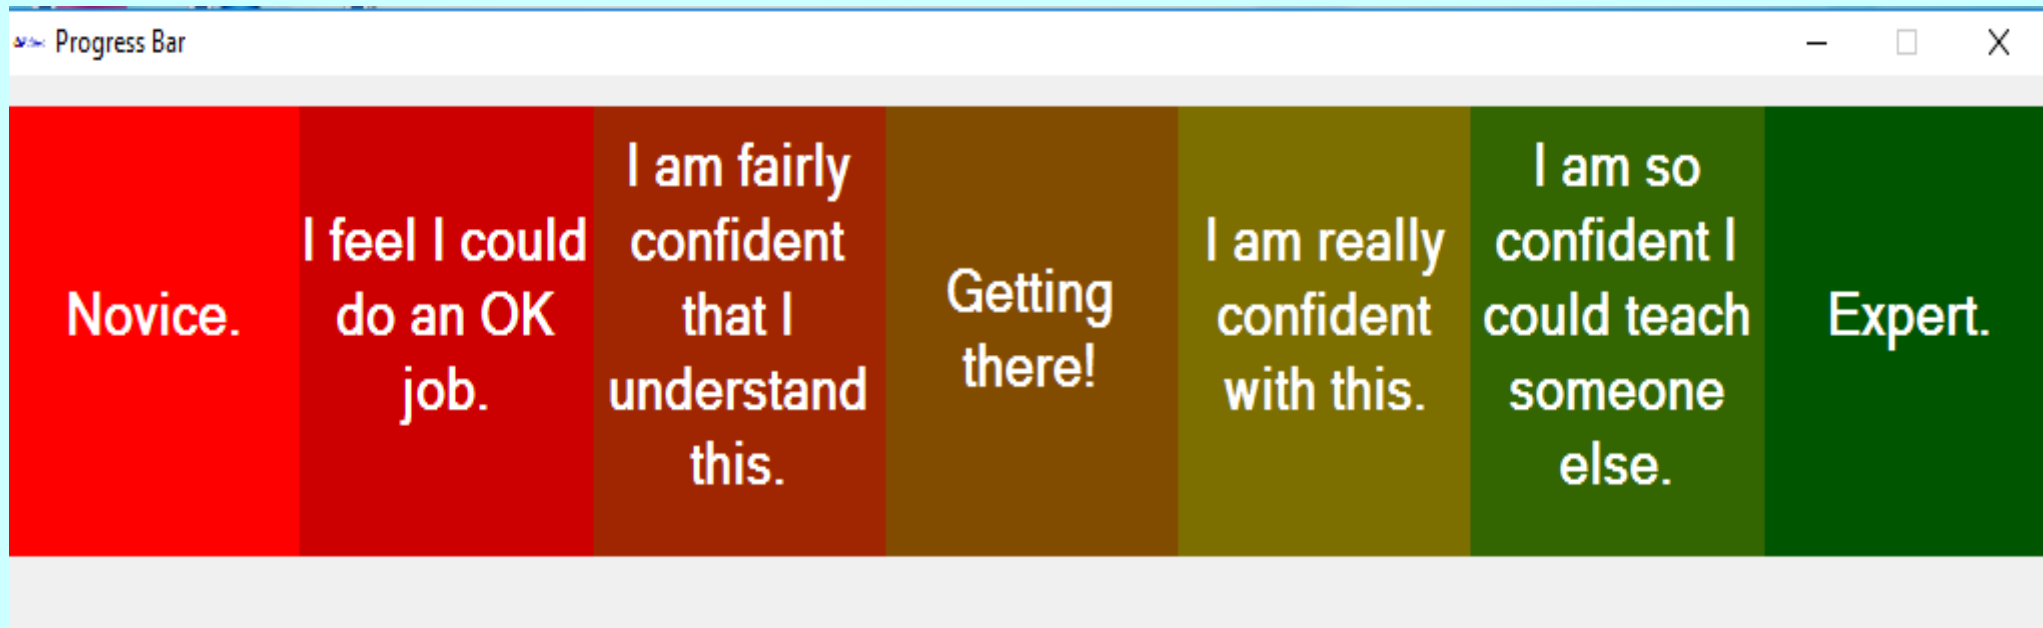 Progress Bar
Novice.
I feel I could
do an OK
job.
I am fairly
confident
that I
understand
this.
Getting
there!
I am really
confident
with this.
I am so
confident I
could teach
someone
else.
Expert.